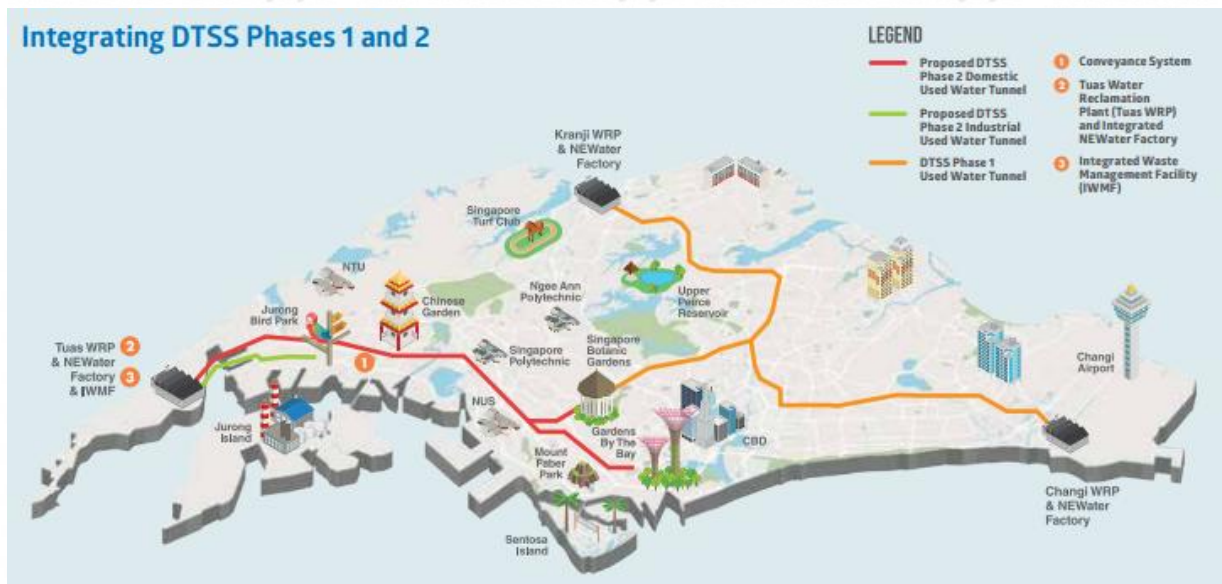 Integrating DTSS Phases 1 and 2
LEGEND
Proposed DTSS
Phase 2 Domestic
Used Water Tunnel
Proposed DTSS
Phase 2 Industrial
Used Water Tunnel
DTSS Phase 1
Used Water Tunnel
1 Conveyance System
2 Tuas Water
Reclamation
Plant (Tuas WRP)
and Integrated
NEWater Factory
3 Integrated Waste
Management Facility
(IWMF)
Kranji WRP
& NEWater
Factory
Singapore
Turf Club
NTU
Chinese
Garden
Ngee Ann
Polytechnic
Upper
Peirce
Reservoir
Jurong
Bird Park
Tuas WRP 2
& NEWater
Factory 3
& IWMF
1
Singapore
Polytechnic
Singapore
Botanic
Gardens
Changi
Airport
NUS
Jurong
Island
Gardens
By The
Bay
CBD
Mount
Faber
Park
Sentosa
Island
Changi WRP
& NEWater
Factory